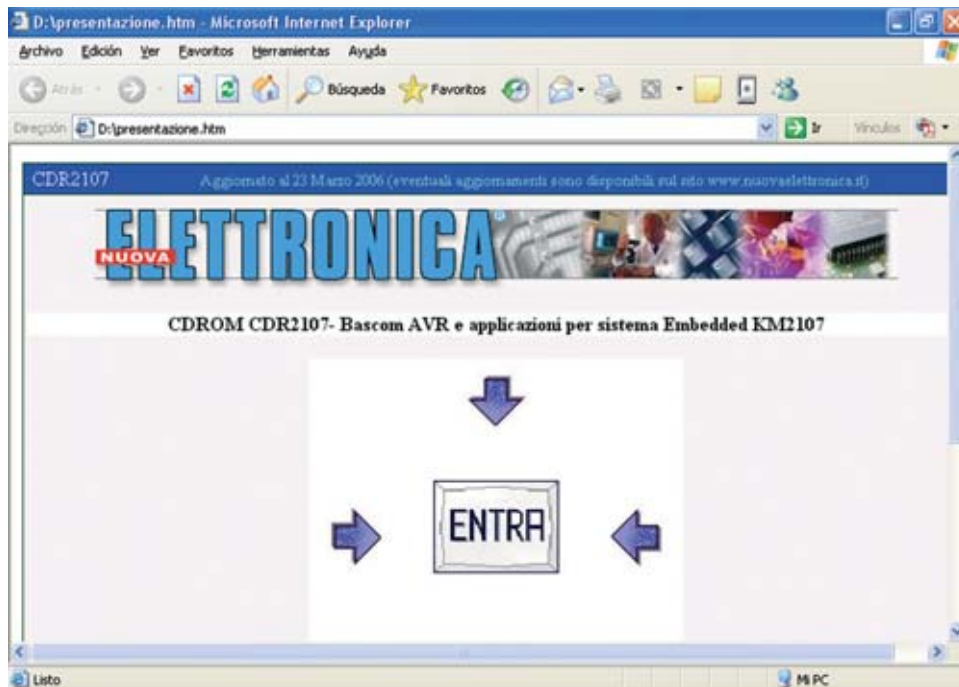 D:\presentazione.htm - Microsoft Internet Explorer
Archivo Edición Ver Favoritos Herramientas Ayuda
Atrás Búsqueda Favoritos
Dirección D:\presentazione.htm Ir Vínculos
CDR2107 Aggiornato al 23 Marzo 2006 (eventuali aggiornamenti sono disponibili sul sito www.nuovaelettronica.it)
NUOVA ELETTRONICA
CDROM CDR2107- Bascom AVR e applicazioni per sistema Embedded KM2107
ENTRA
Listo Mi PC